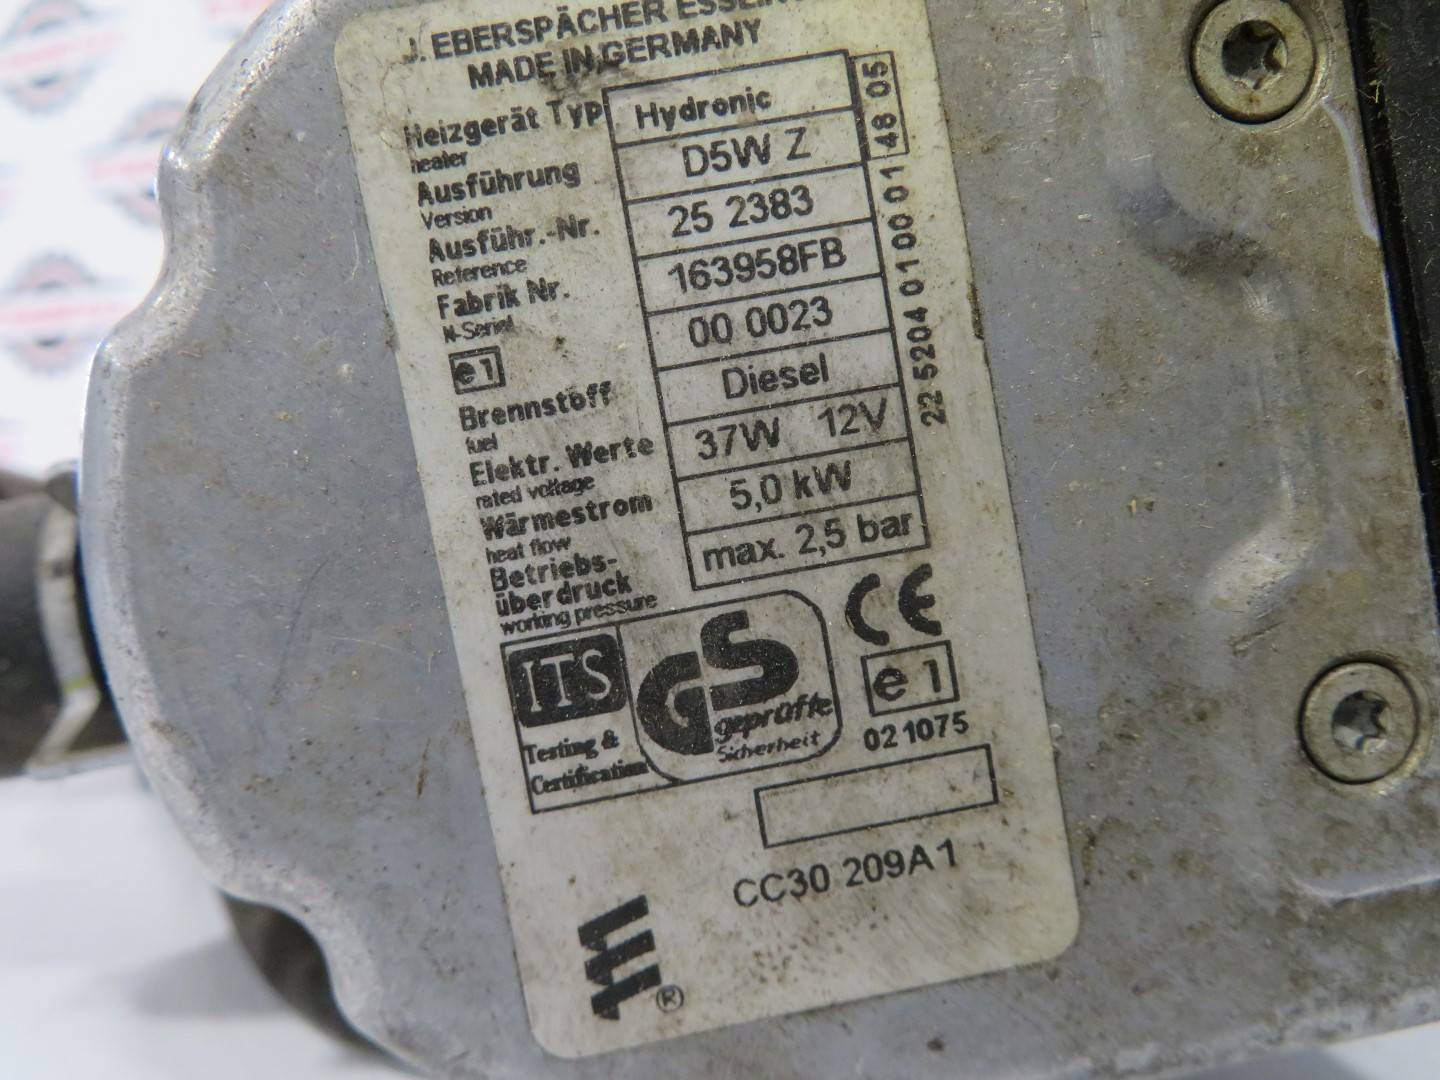 J. EBERSPÄCHER
MADE IN GERMANY
Heizgerät Typ Hydronic
heater
Ausführung D5W Z
Version
Ausführ.-Nr. 25 2383
Reference
Fabrik Nr. 163958FB
N-Seriel
e1 00 0023
Brennstoff Diesel
fuel
Elektr. Werte 37W 12V
rated voltage
Wärmestrom 5,0 kW
heat flow
Betriebs-
überdruck max. 2,5 bar
working pressure
22 5204 01 00 01 48 05
ITS
Testing &
Certification
GS
geprüfte
Sicherheit
CE
e1
021075
CC30 209A1
®